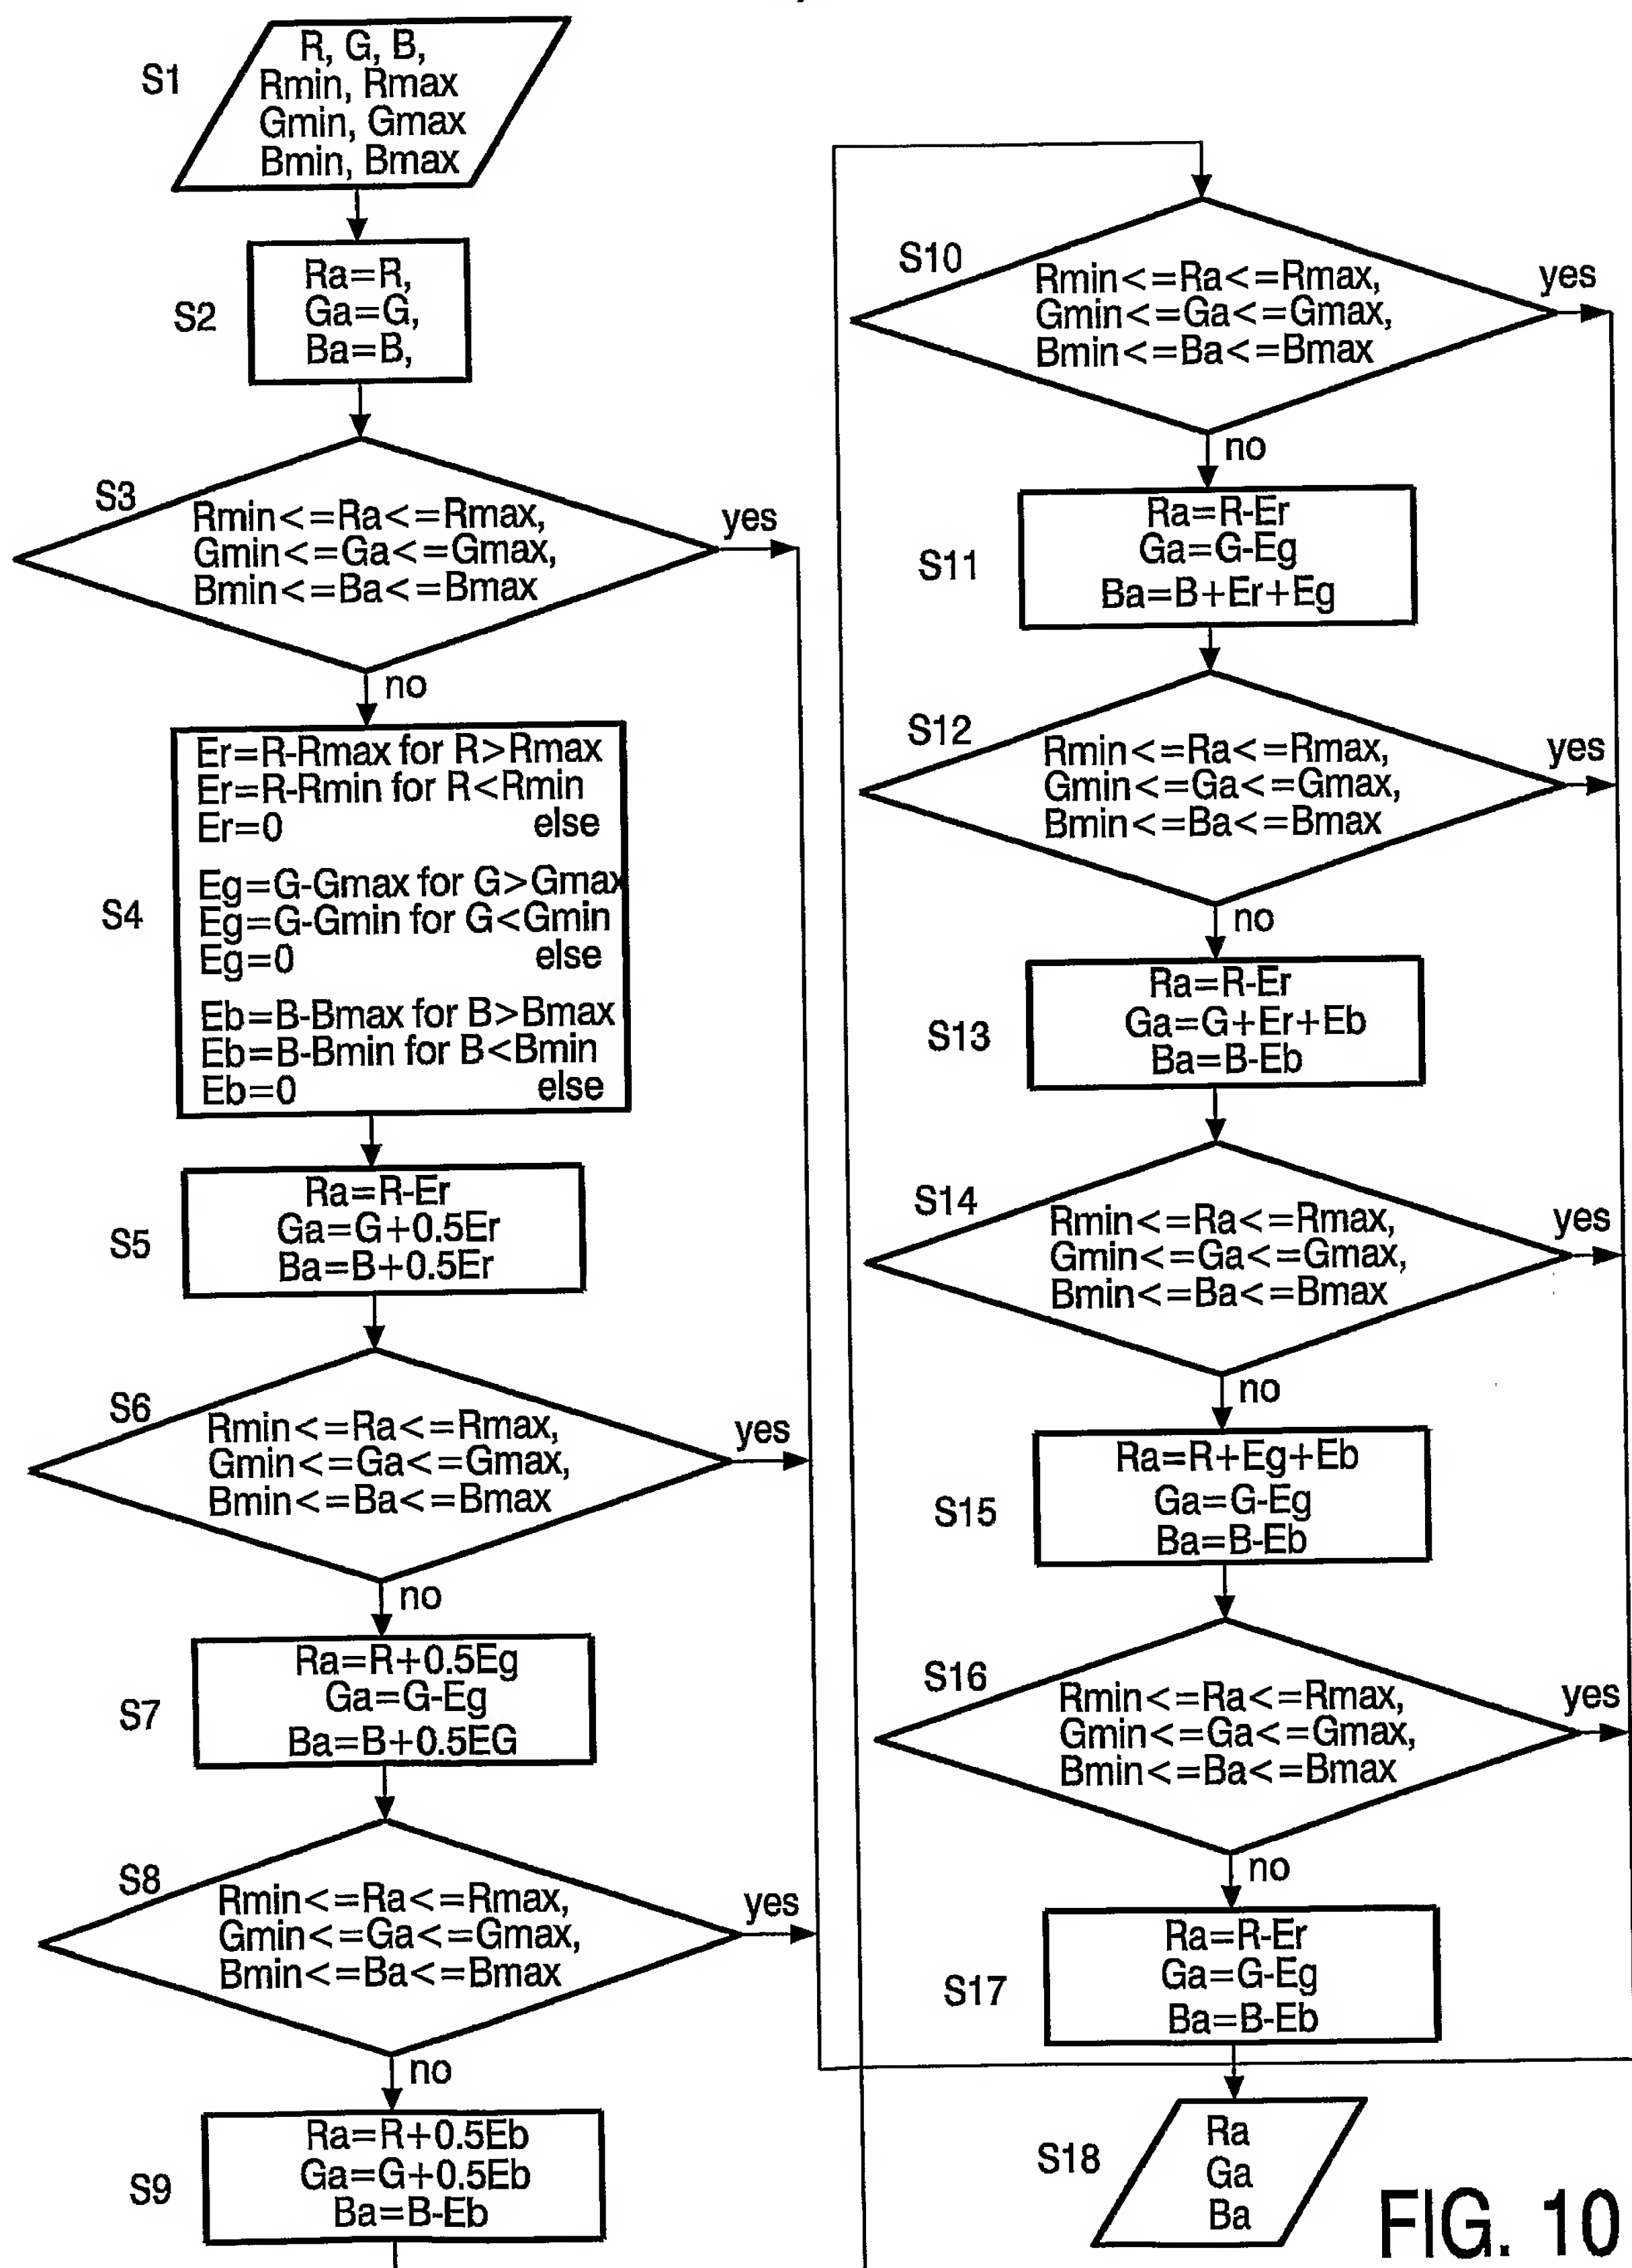 S1
R, G, B,
Rmin, Rmax
Gmin, Gmax
Bmin, Bmax
S2
Ra=R,
Ga=G,
Ba=B,
S3
Rmin<=Ra<=Rmax,
Gmin<=Ga<=Gmax,
Bmin<=Ba<=Bmax
yes
no
S4
Er=R-Rmax for R>Rmax
Er=R-Rmin for R<Rmin
Er=0 else
Eg=G-Gmax for G>Gmax
Eg=G-Gmin for G<Gmin
Eg=0 else
Eb=B-Bmax for B>Bmax
Eb=B-Bmin for B<Bmin
Eb=0 else
S5
Ra=R-Er
Ga=G+0.5Er
Ba=B+0.5Er
S6
Rmin<=Ra<=Rmax,
Gmin<=Ga<=Gmax,
Bmin<=Ba<=Bmax
yes
no
S7
Ra=R+0.5Eg
Ga=G-Eg
Ba=B+0.5EG
S8
Rmin<=Ra<=Rmax,
Gmin<=Ga<=Gmax,
Bmin<=Ba<=Bmax
yes
no
S9
Ra=R+0.5Eb
Ga=G+0.5Eb
Ba=B-Eb
S10
Rmin<=Ra<=Rmax,
Gmin<=Ga<=Gmax,
Bmin<=Ba<=Bmax
yes
no
S11
Ra=R-Er
Ga=G-Eg
Ba=B+Er+Eg
S12
Rmin<=Ra<=Rmax,
Gmin<=Ga<=Gmax,
Bmin<=Ba<=Bmax
yes
no
S13
Ra=R-Er
Ga=G+Er+Eb
Ba=B-Eb
S14
Rmin<=Ra<=Rmax,
Gmin<=Ga<=Gmax,
Bmin<=Ba<=Bmax
yes
no
S15
Ra=R+Eg+Eb
Ga=G-Eg
Ba=B-Eb
S16
Rmin<=Ra<=Rmax,
Gmin<=Ga<=Gmax,
Bmin<=Ba<=Bmax
yes
no
S17
Ra=R-Er
Ga=G-Eg
Ba=B-Eb
S18
Ra
Ga
Ba
FIG. 10